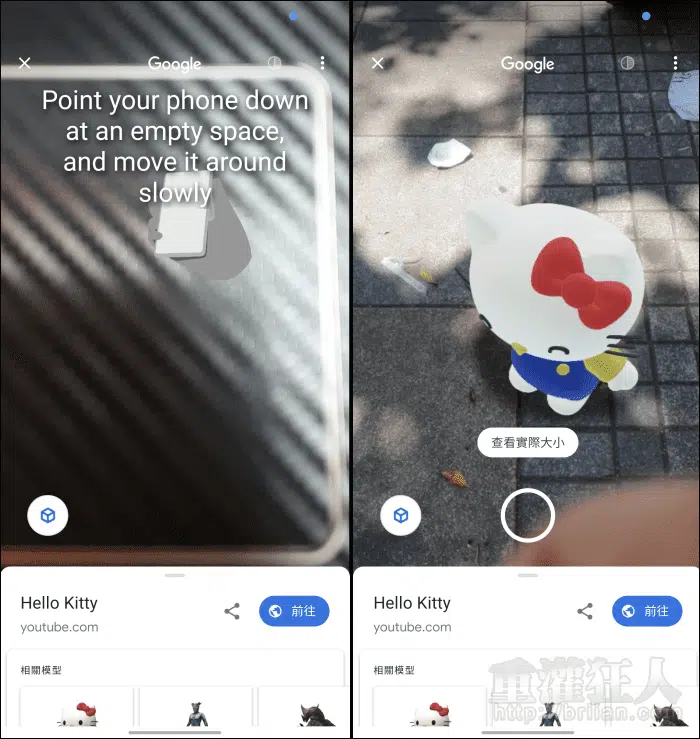 Google
Point your phone down
at an empty space,
and move it around
slowly
Hello Kitty
youtube.com
前往
相關模型
Google
查看實際大小
Hello Kitty
youtube.com
前往
相關模型
重灌狂人
http://briian.com